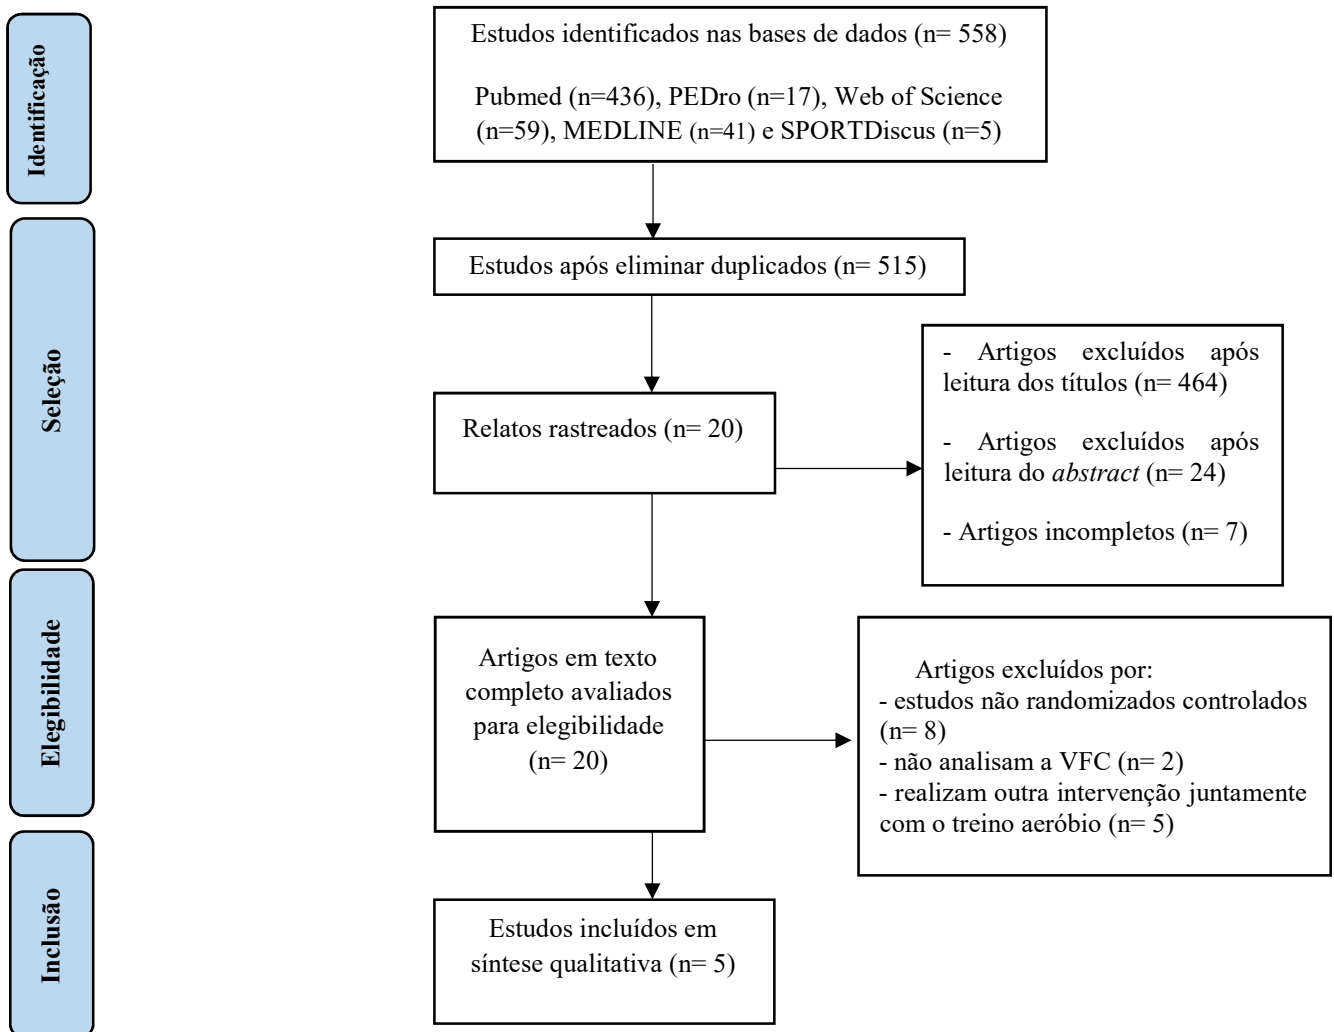 Identificação
Estudos identificados nas bases de dados (n= 558)
Pubmed (n=436), PEDro (n=17), Web of Science
(n=59), MEDLINE (n=41) e SPORTDiscus (n=5)
Seleção
Estudos após eliminar duplicados (n= 515)
Relatos rastreados (n= 20)
- Artigos excluídos após
leitura dos títulos (n= 464)
- Artigos excluídos após
leitura do abstract (n= 24)
- Artigos incompletos (n= 7)
Elegibilidade
Artigos em texto
completo avaliados
para elegibilidade
(n= 20)
Artigos excluídos por:
- estudos não randomizados controlados
(n= 8)
- não analisam a VFC (n= 2)
- realizam outra intervenção juntamente
com o treino aeróbio (n= 5)
Inclusão
Estudos incluídos em
síntese qualitativa (n= 5)